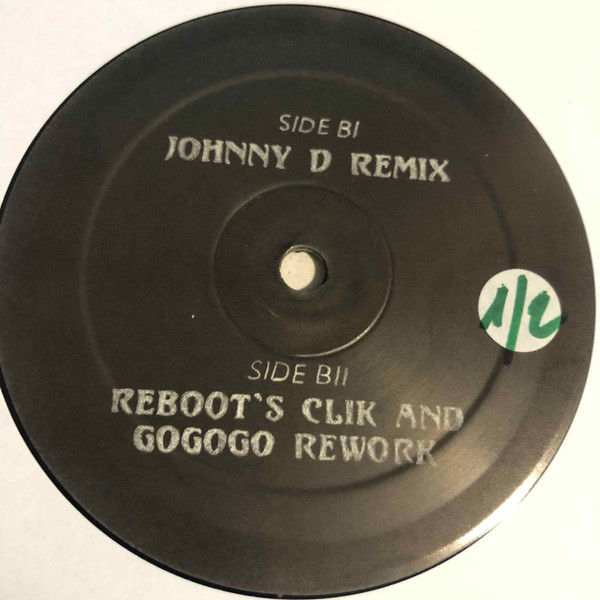 SIDE BI
JOHNNY D REMIX
1/2
SIDE BII
REBOOT`S CLIK AND
GOGOGO REWORK